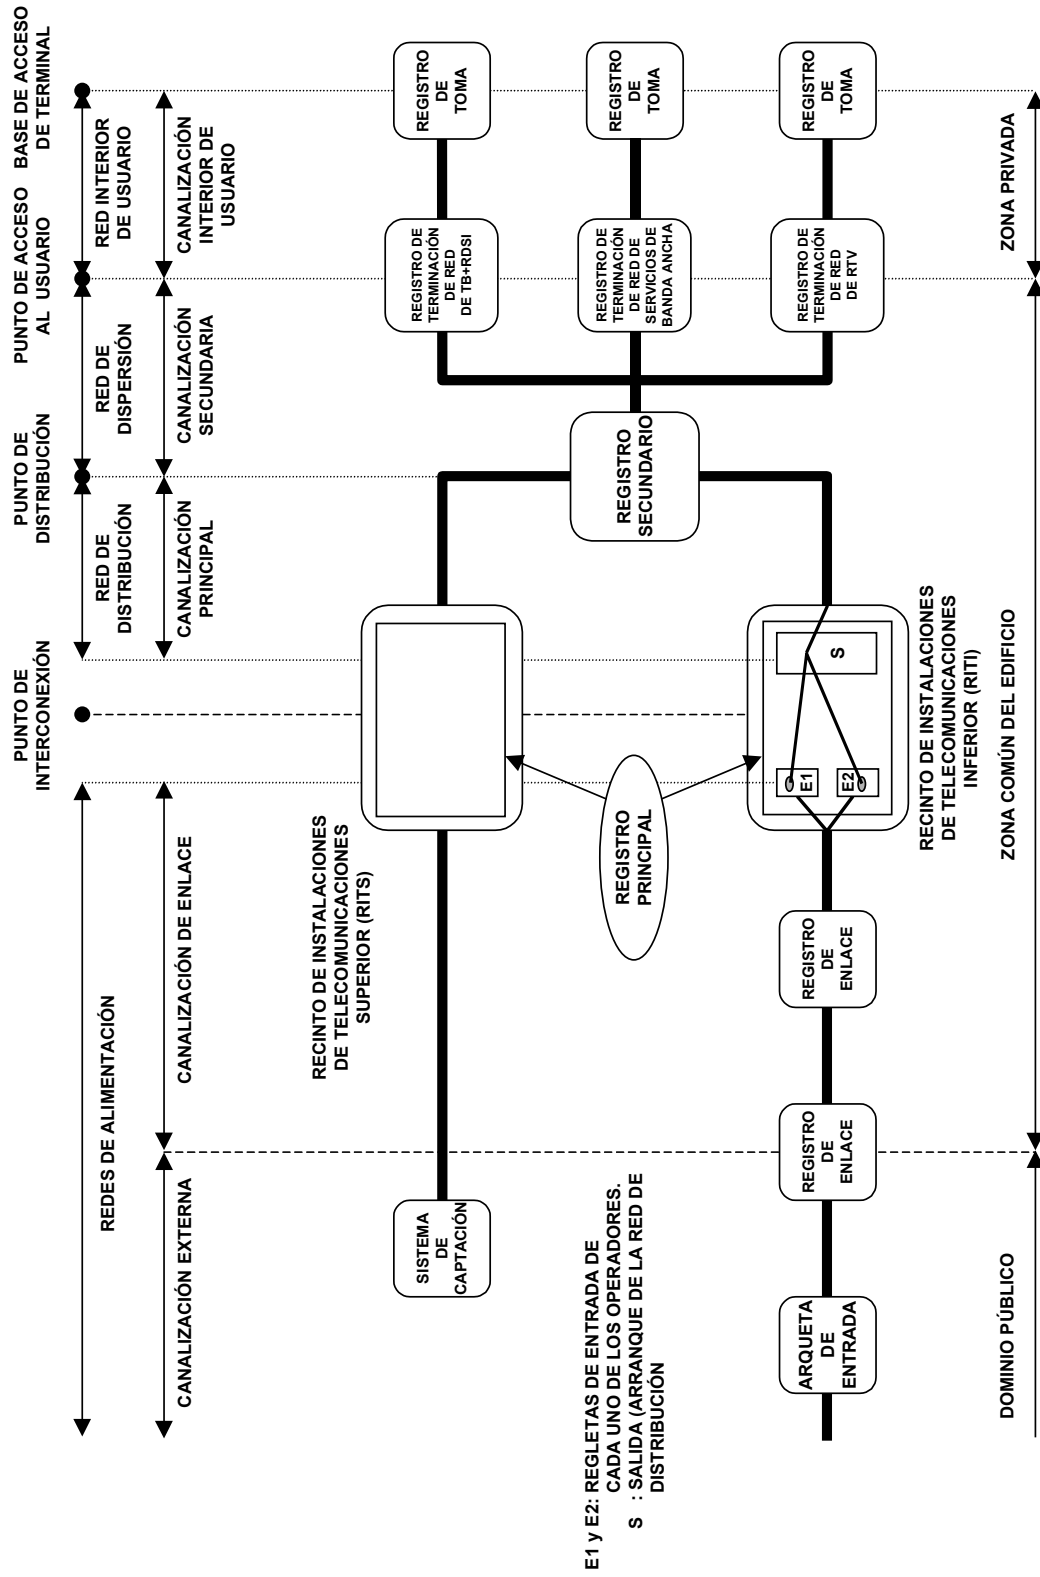 PUNTO DE
INTERCONEXIÓN
PUNTO DE
DISTRIBUCIÓN
PUNTO DE ACCESO
AL USUARIO
BASE DE ACCESO
DE TERMINAL
REDES DE ALIMENTACIÓN
RED DE
DISTRIBUCIÓN
RED DE
DISPERSIÓN
RED INTERIOR
DE USUARIO
CANALIZACIÓN EXTERNA
CANALIZACIÓN DE ENLACE
CANALIZACIÓN
PRINCIPAL
CANALIZACIÓN
SECUNDARIA
CANALIZACIÓN
INTERIOR DE
USUARIO
RECINTO DE INSTALACIONES
DE TELECOMUNICACIONES
SUPERIOR (RITS)
SISTEMA
DE
CAPTACIÓN
REGISTRO DE
TERMINACIÓN
DE RED
DE TB+RDSI
REGISTRO
DE
TOMA
REGISTRO
PRINCIPAL
REGISTRO
SECUNDARIO
REGISTRO DE
TERMINACIÓN
DE RED DE
SERVICIOS DE
BANDA ANCHA
REGISTRO
DE
TOMA
E1 y E2: REGLETAS DE ENTRADA DE
CADA UNO DE LOS OPERADORES.
S : SALIDA (ARRANQUE DE LA RED DE
DISTRIBUCIÓN
ARQUETA
DE
ENTRADA
REGISTRO
DE
ENLACE
REGISTRO
DE
ENLACE
E1
E2
S
REGISTRO DE
TERMINACIÓN
DE RED
DE RTV
REGISTRO
DE
TOMA
RECINTO DE INSTALACIONES
DE TELECOMUNICACIONES
INFERIOR (RITI)
DOMINIO PÚBLICO
ZONA COMÚN DEL EDIFICIO
ZONA PRIVADA